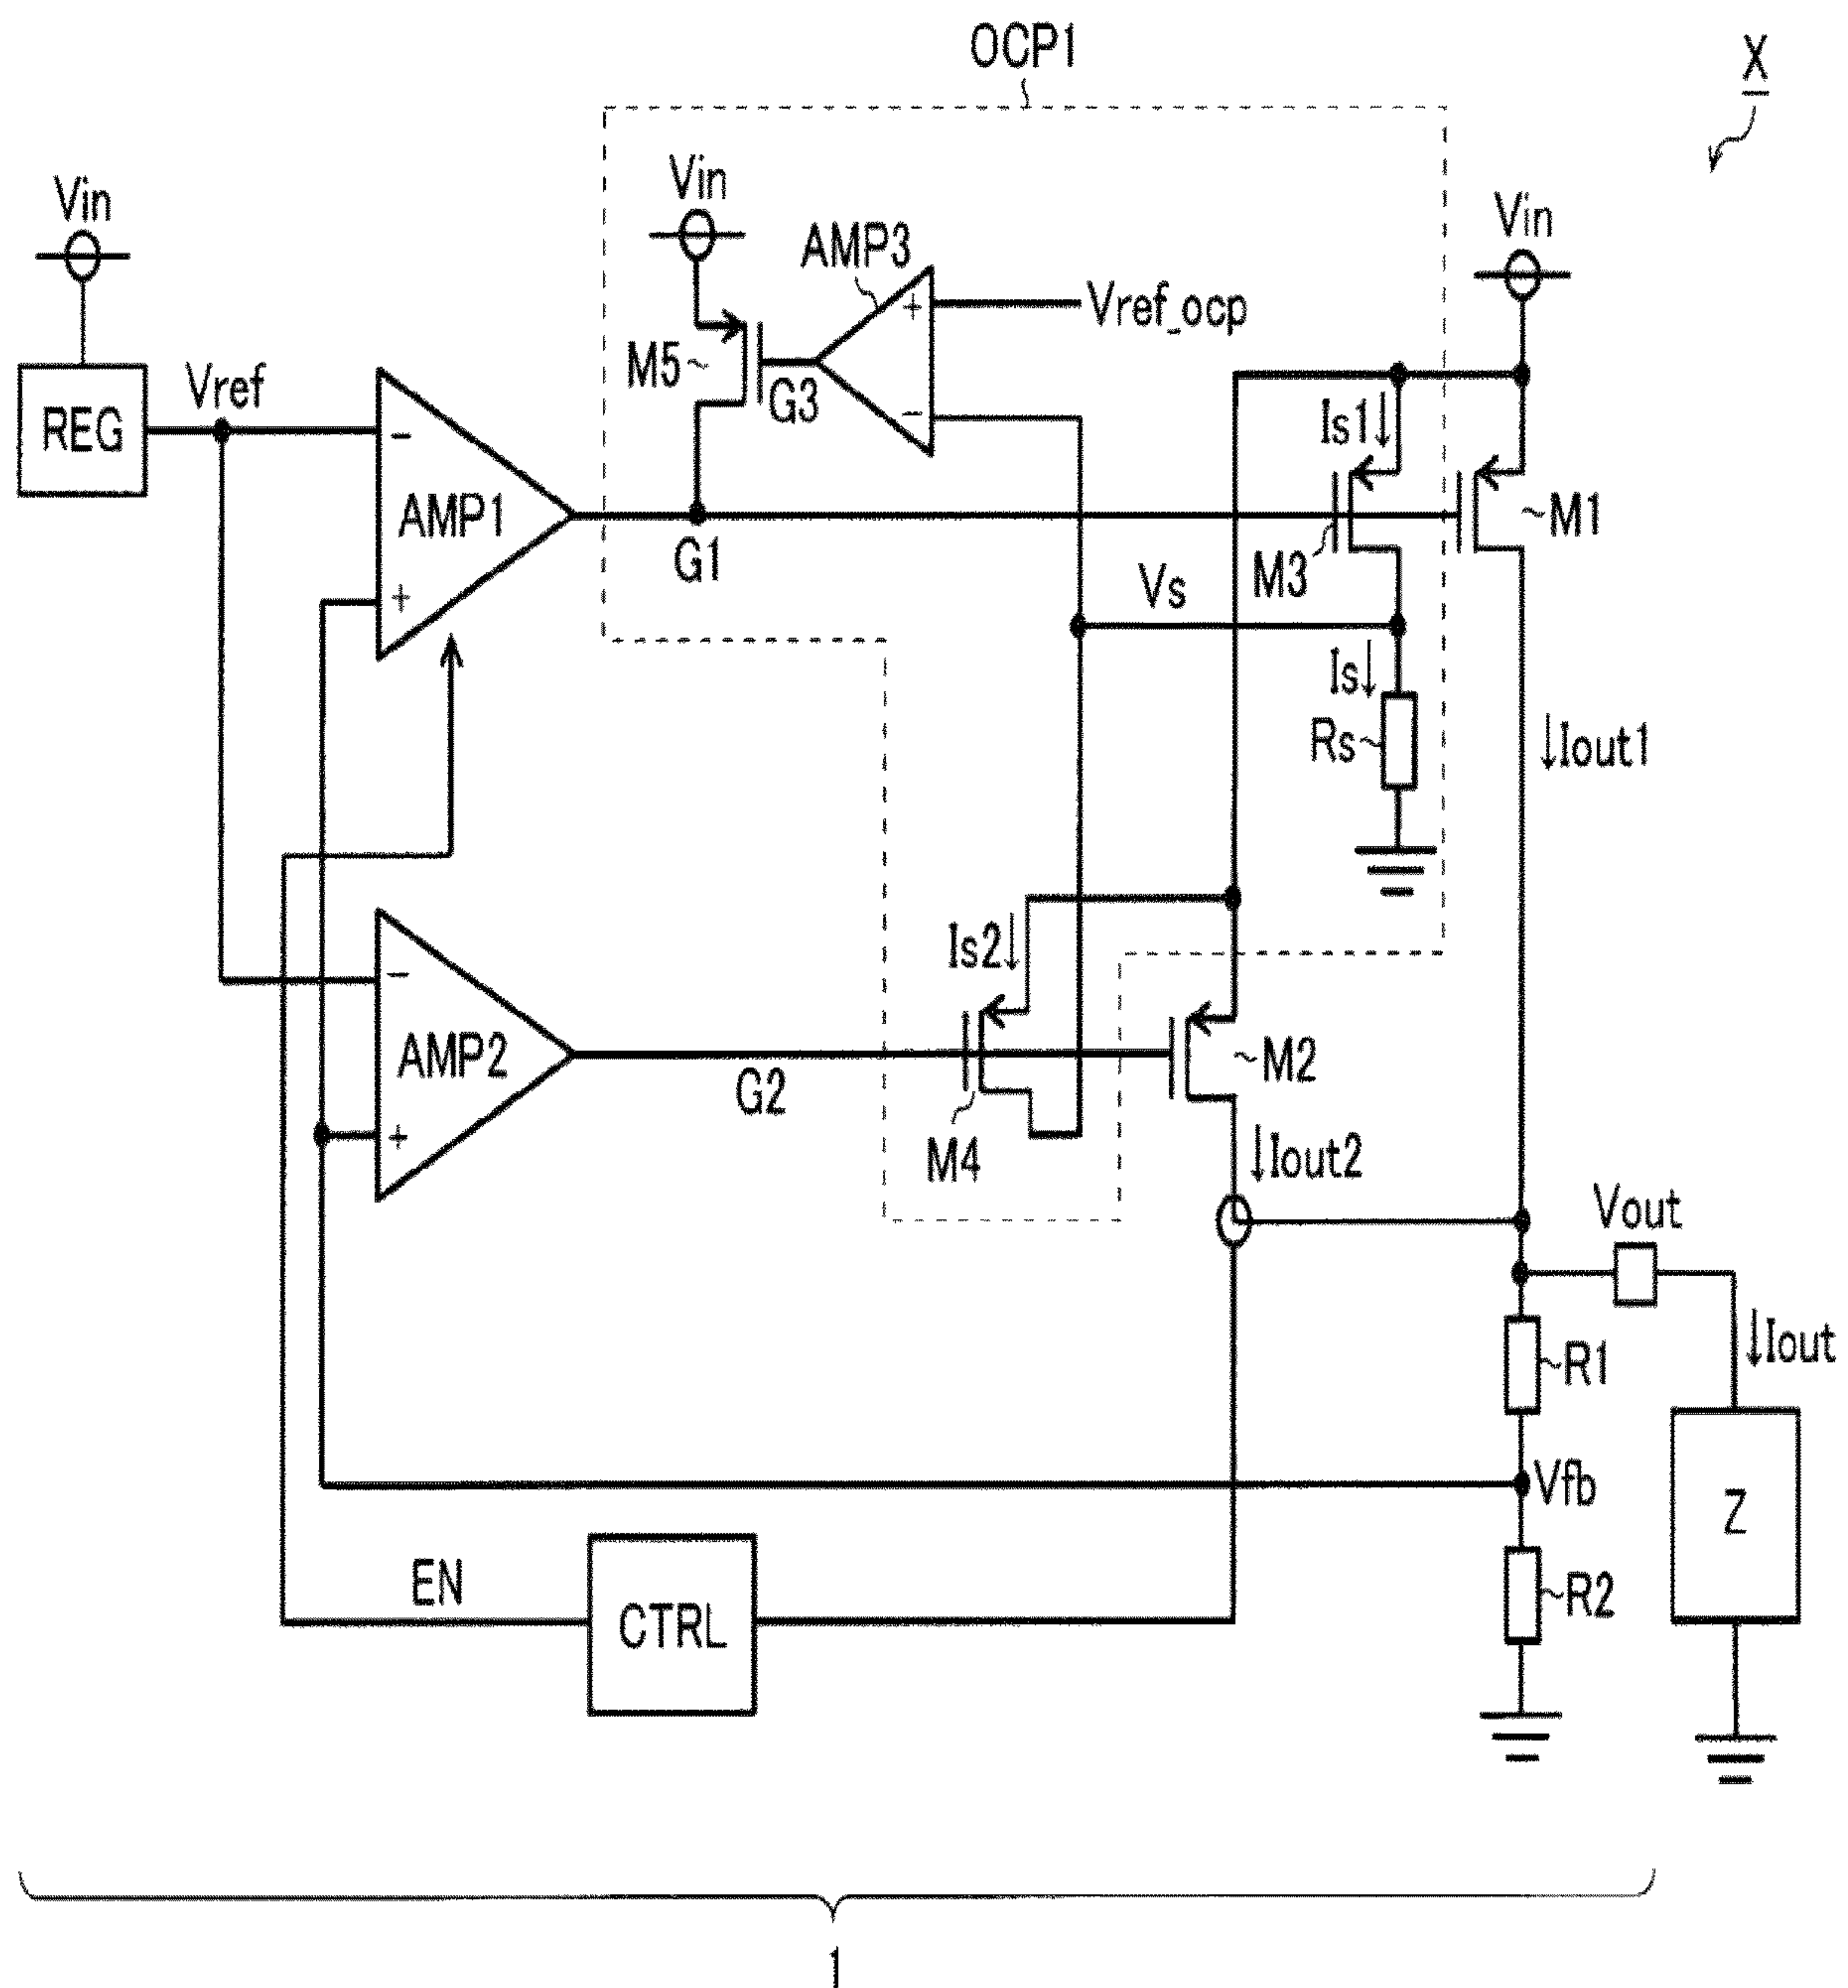 OCP1
X
Vin
Vin
Vin
AMP3
+
Vref_ocp
M5
G3
−
Vref
REG
−
AMP1
+
G1
Is1
M3
M1
Vs
Is
Rs
Iout1
Is2
−
AMP2
+
G2
M4
M2
Iout2
Vout
Iout
R1
Vfb
Z
EN
CTRL
R2
1